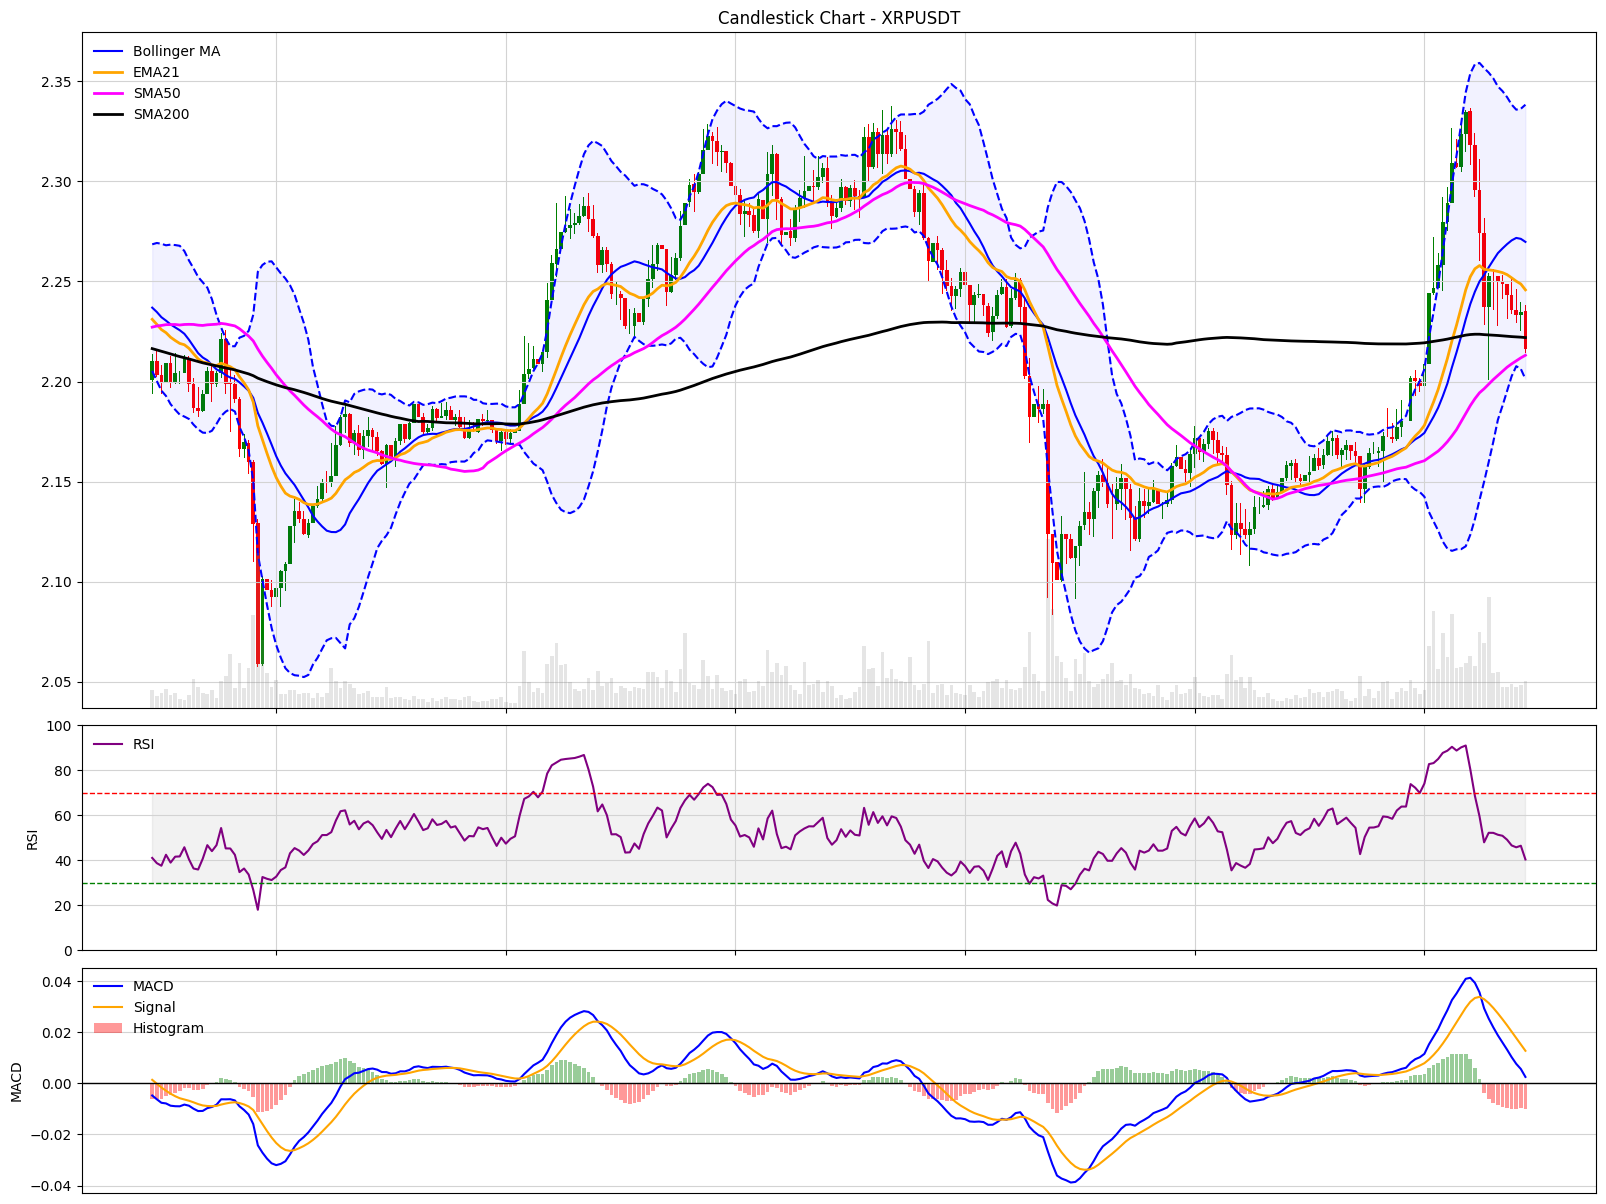 Candlestick Chart - XRPUSDT
Bollinger MA
EMA21
SMA50
SMA200
2.35
2.30
2.25
2.20
2.15
2.10
2.05
RSI
RSI
100
80
60
40
20
0
MACD
Signal
Histogram
MACD
0.04
0.02
0.00
−0.02
−0.04